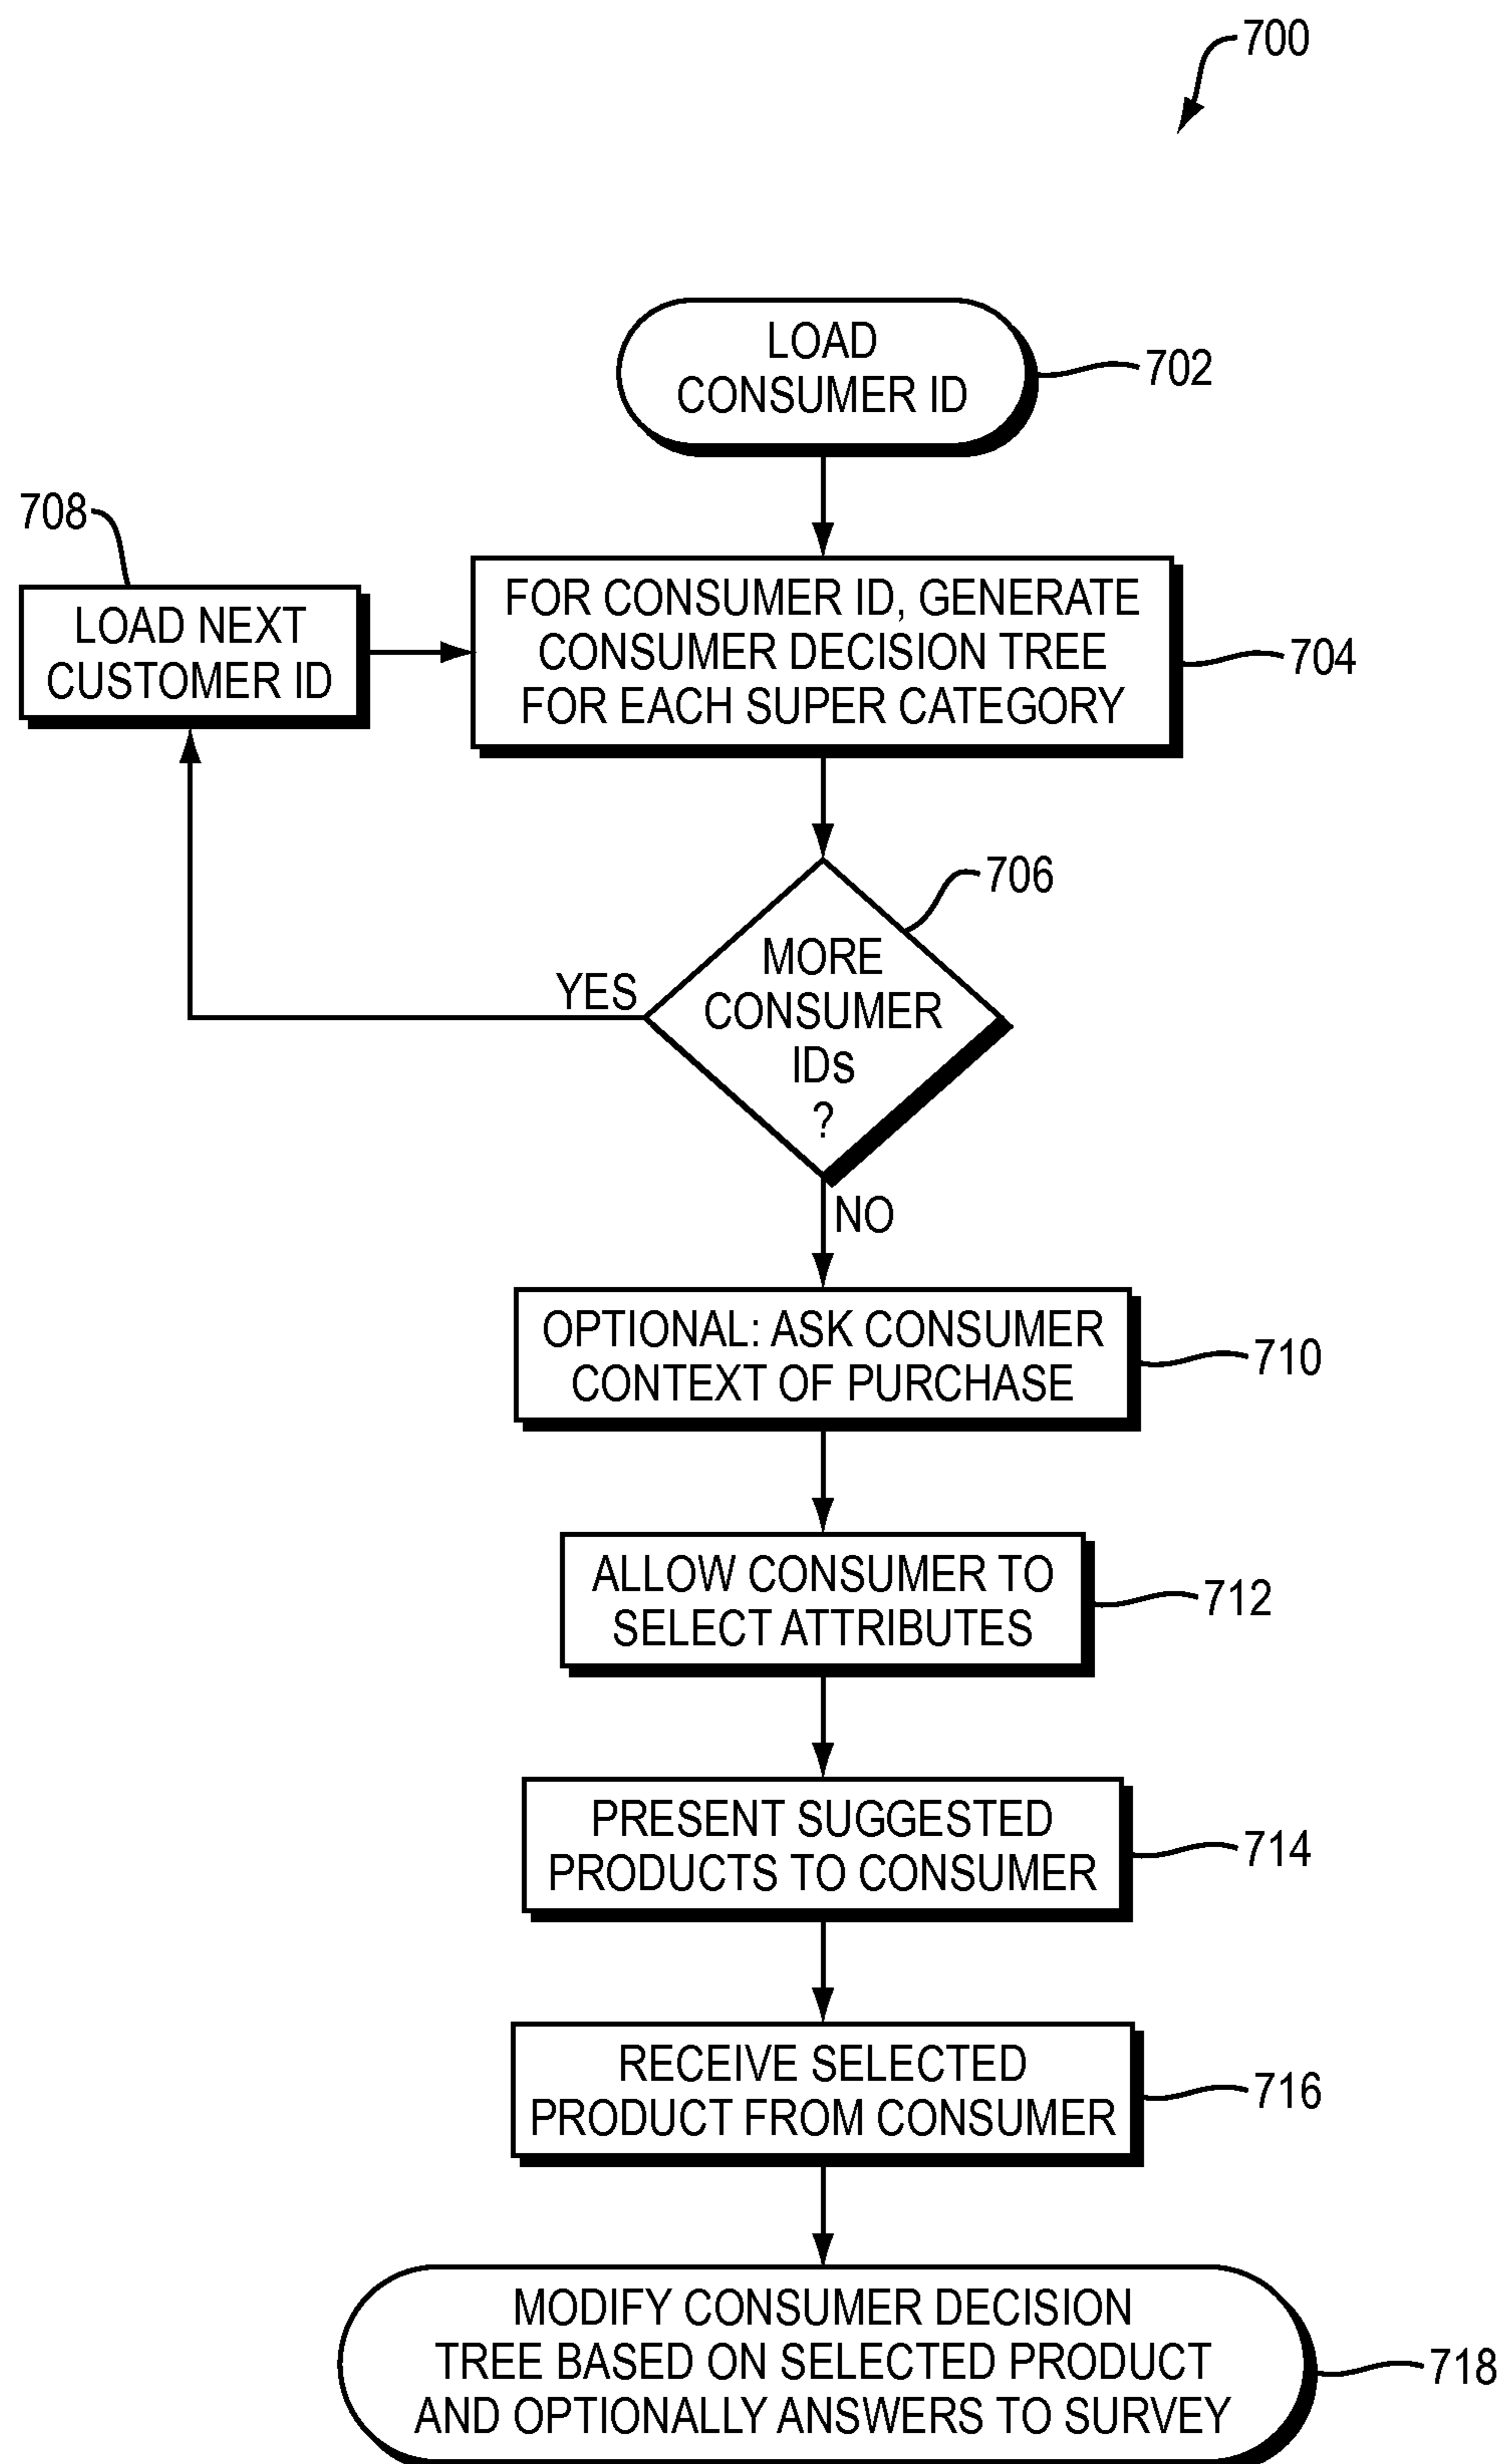 700
LOAD
CONSUMER ID
702
708
LOAD NEXT
CUSTOMER ID
FOR CONSUMER ID, GENERATE
CONSUMER DECISION TREE
FOR EACH SUPER CATEGORY
704
706
MORE
CONSUMER
IDs
?
YES
NO
OPTIONAL: ASK CONSUMER
CONTEXT OF PURCHASE
710
ALLOW CONSUMER TO
SELECT ATTRIBUTES
712
PRESENT SUGGESTED
PRODUCTS TO CONSUMER
714
RECEIVE SELECTED
PRODUCT FROM CONSUMER
716
MODIFY CONSUMER DECISION
TREE BASED ON SELECTED PRODUCT
AND OPTIONALLY ANSWERS TO SURVEY
718